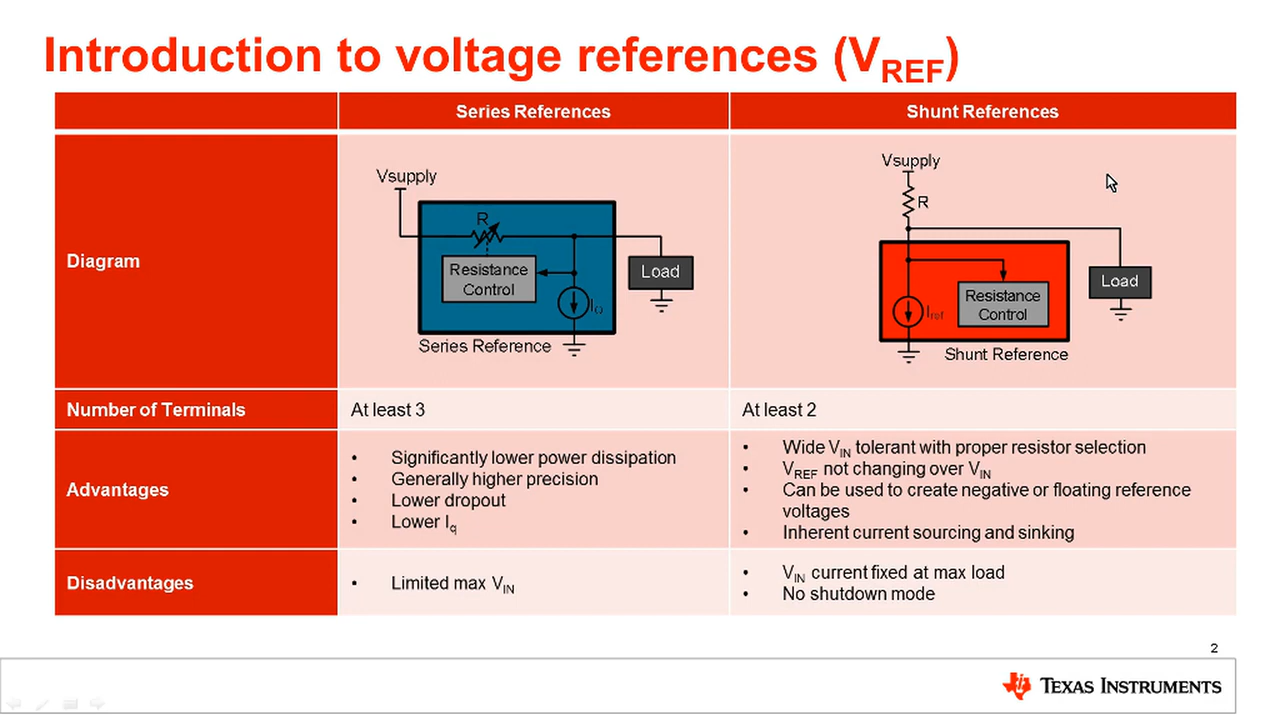 Introduction to voltage references (VREF)
Series References
Shunt References
Diagram
Vsupply
R
Resistance
Control
IQ
Load
Series Reference
Vsupply
R
Load
Resistance
Control
Iref
Shunt Reference
Number of Terminals
At least 3
At least 2
Advantages
• Significantly lower power dissipation
• Generally higher precision
• Lower dropout
• Lower Iq
• Wide VIN tolerant with proper resistor selection
• VREF not changing over VIN
• Can be used to create negative or floating reference
voltages
• Inherent current sourcing and sinking
Disadvantages
• Limited max VIN
• VIN current fixed at max load
• No shutdown mode
2
TEXAS INSTRUMENTS